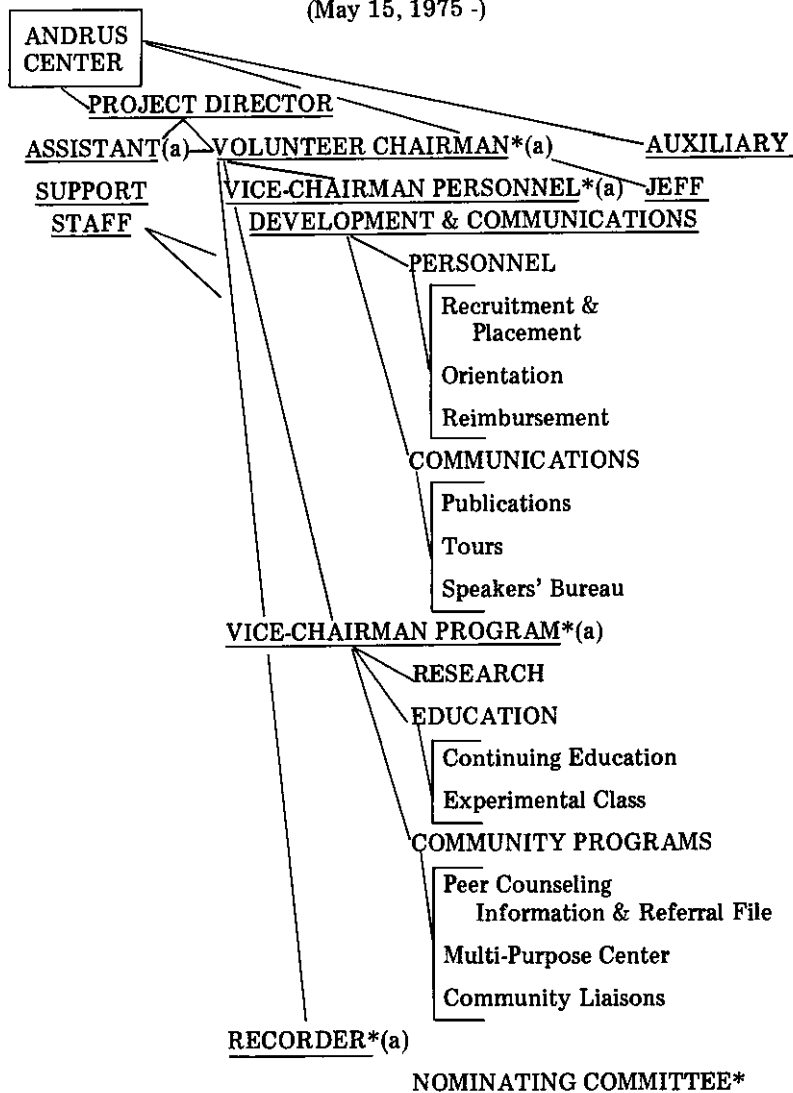 (May 15, 1975 -)
ANDRUS
CENTER
PROJECT DIRECTOR
ASSISTANT(a) VOLUNTEER CHAIRMAN*(a) AUXILIARY
SUPPORT VICE-CHAIRMAN PERSONNEL*(a) JEFF
STAFF DEVELOPMENT & COMMUNICATIONS
PERSONNEL
Recruitment &
Placement
Orientation
Reimbursement
COMMUNICATIONS
Publications
Tours
Speakers' Bureau
VICE-CHAIRMAN PROGRAM*(a)
RESEARCH
EDUCATION
Continuing Education
Experimental Class
COMMUNITY PROGRAMS
Peer Counseling
Information & Referral File
Multi-Purpose Center
Community Liaisons
RECORDER*(a)
NOMINATING COMMITTEE*